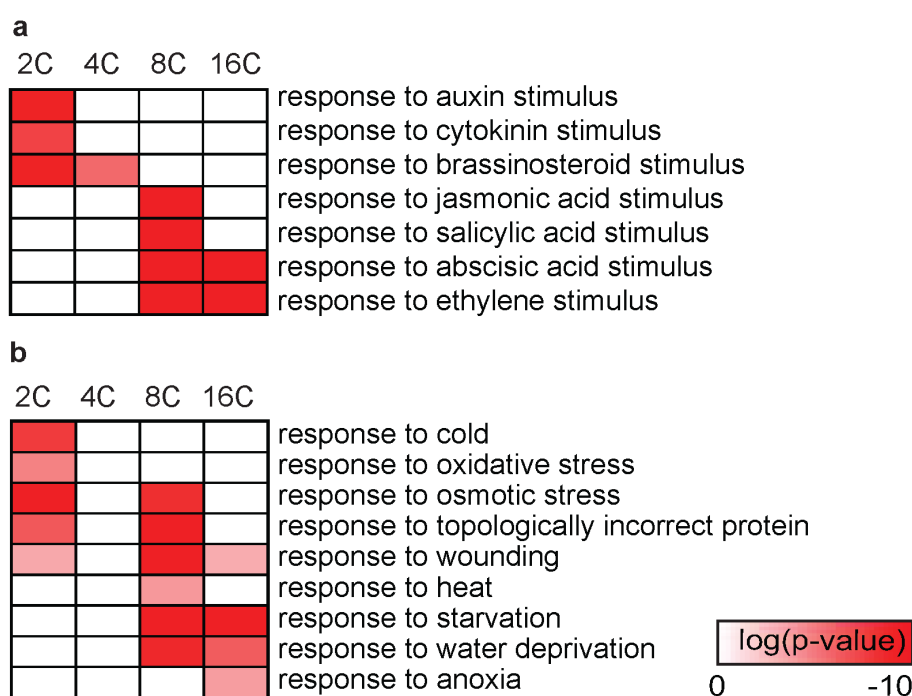 a
2C 4C 8C 16C
response to auxin stimulus
response to cytokinin stimulus
response to brassinosteroid stimulus
response to jasmonic acid stimulus
response to salicylic acid stimulus
response to abscisic acid stimulus
response to ethylene stimulus
b
2C 4C 8C 16C
response to cold
response to oxidative stress
response to osmotic stress
response to topologically incorrect protein
response to wounding
response to heat
response to starvation
response to water deprivation
response to anoxia
log(p-value)
0 -10